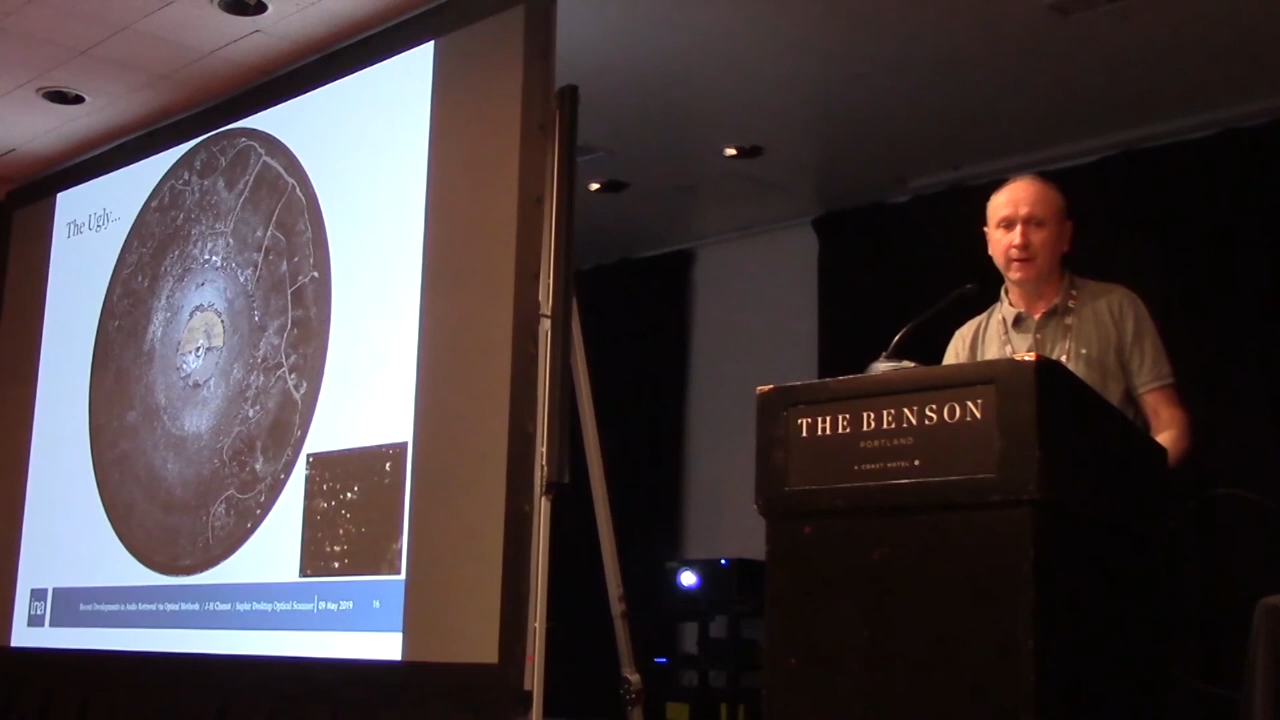 The Ugly...
ina
Recent Developments in Audio Retrieval via Optical Methods / J-H Chenot / Saphir Desktop Optical Scanner | 09 May 2019 16
THE BENSON
PORTLAND
A COAST HOTEL